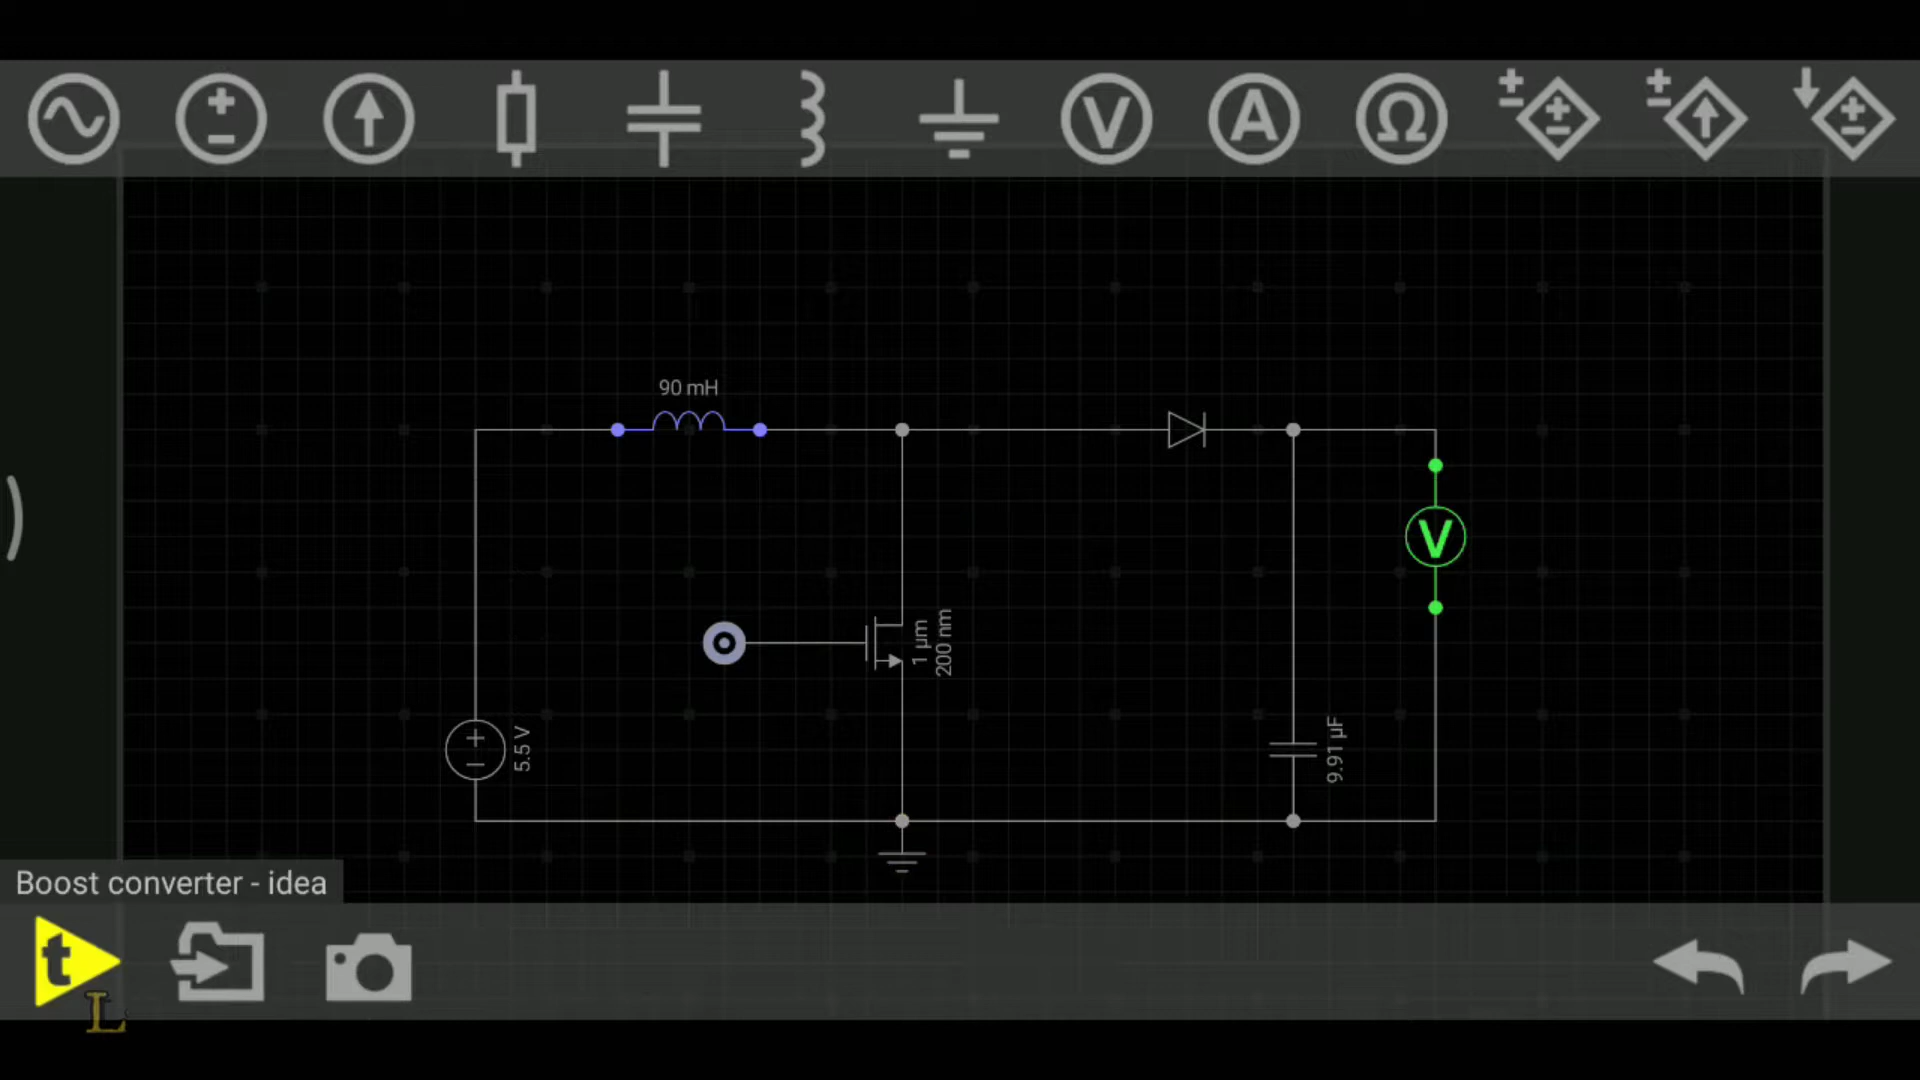 V A Ω
90 mH
V
1 µm
200 nm
5.5 V
9.91 µF
Boost converter - idea
t
L